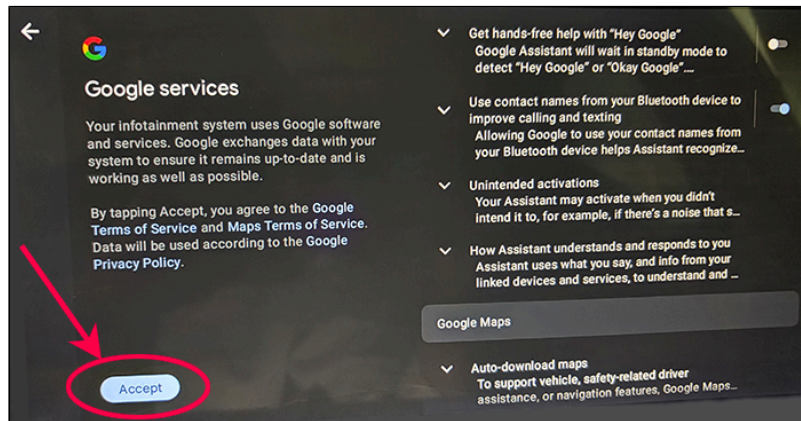 Google services
Your infotainment system uses Google software
and services. Google exchanges data with your
system to ensure it remains up-to-date and is
working as well as possible.
By tapping Accept, you agree to the Google
Terms of Service and Maps Terms of Service.
Data will be used according to the Google
Privacy Policy.
Accept
Get hands-free help with “Hey Google”
Google Assistant will wait in standby mode to
detect “Hey Google” or “Okay Google”....
Use contact names from your Bluetooth device to
improve calling and texting
Allowing Google to use your contact names from
your Bluetooth device helps Assistant recognize...
Unintended activations
Your Assistant may activate when you didn’t
intend it to, for example, if there’s a noise that s...
How Assistant understands and responds to you
Assistant uses what you say, and info from your
linked devices and services, to understand and ...
Google Maps
Auto-download maps
To support vehicle, safety-related driver
assistance, or navigation features, Google Maps...